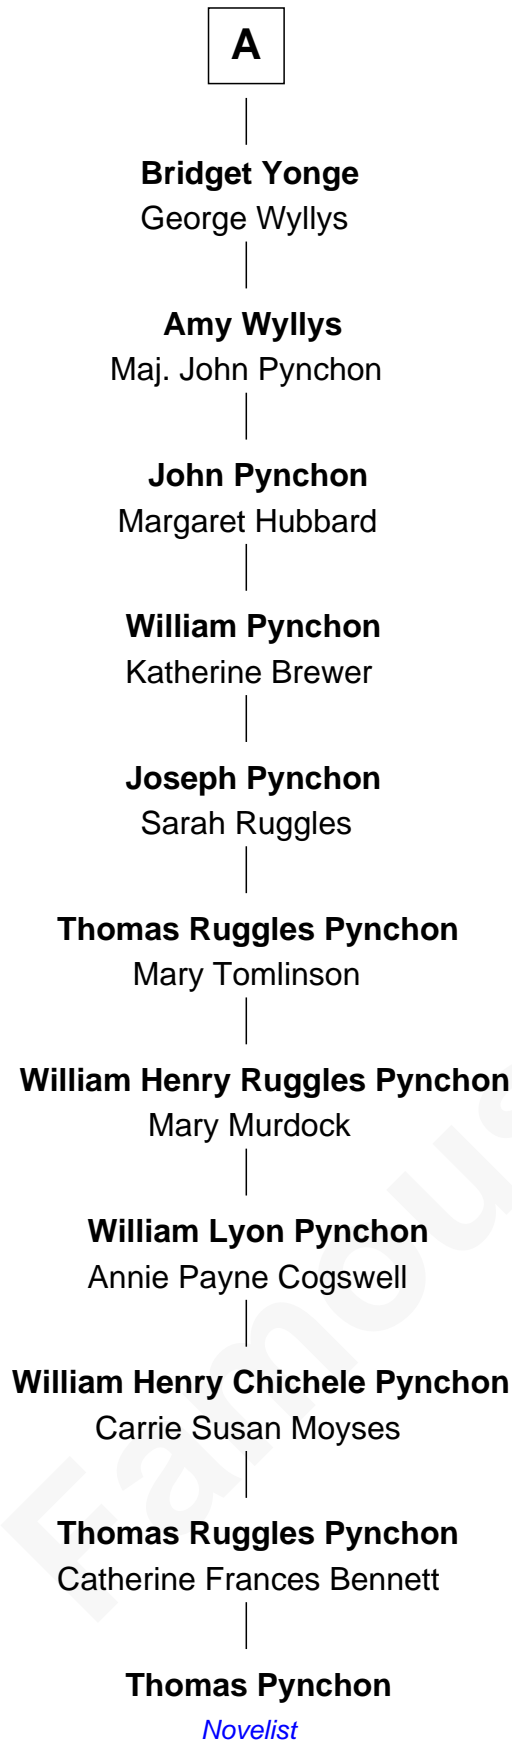 A
Bridget Yonge
George Wyllys
Amy Wyllys
Maj. John Pynchon
John Pynchon
Margaret Hubbard
William Pynchon
Katherine Brewer
Joseph Pynchon
Sarah Ruggles
Thomas Ruggles Pynchon
Mary Tomlinson
William Henry Ruggles Pynchon
Mary Murdock
William Lyon Pynchon
Annie Payne Cogswell
William Henry Chichele Pynchon
Carrie Susan Moyses
Thomas Ruggles Pynchon
Catherine Frances Bennett
Thomas Pynchon
Novelist
Famous